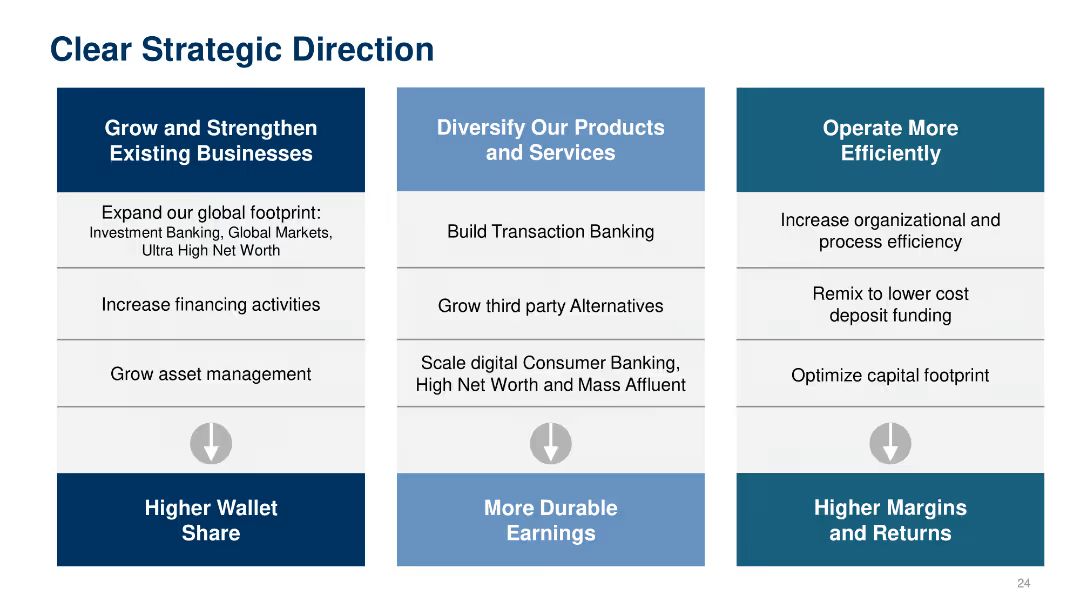 Clear Strategic Direction
Grow and Strengthen
Existing Businesses
Expand our global footprint:
Investment Banking, Global Markets,
Ultra High Net Worth
Increase financing activities
Grow asset management
Higher Wallet
Share
Diversify Our Products
and Services
Build Transaction Banking
Grow third party Alternatives
Scale digital Consumer Banking,
High Net Worth and Mass Affluent
More Durable
Earnings
Operate More
Efficiently
Increase organizational and
process efficiency
Remix to lower cost
deposit funding
Optimize capital footprint
Higher Margins
and Returns
24